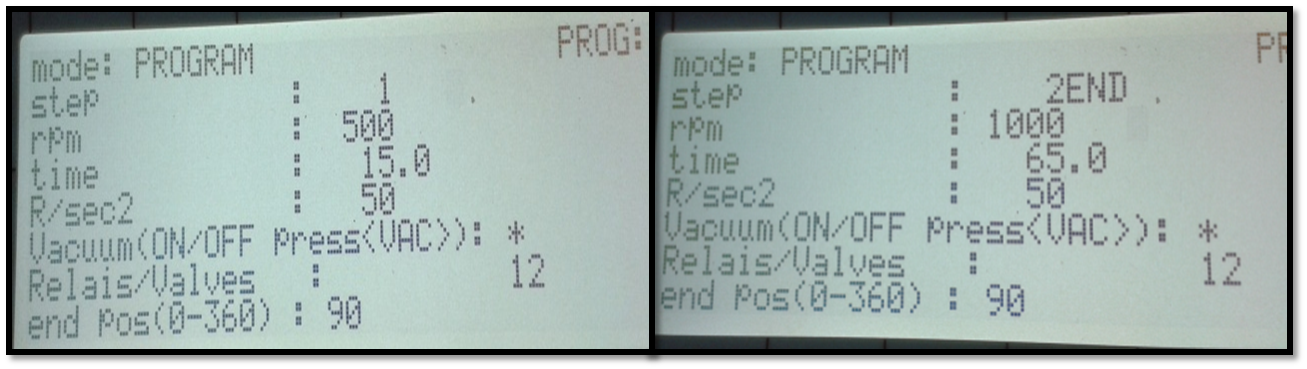 PROG:
mode: PROGRAM
step : 1
rpm : 500
time : 15.0
R/sec2 : 50
Vacuum(ON/OFF press<VAC>): *
Relais/Valves : 12
end pos(0-360) : 90
PR
mode: PROGRAM
step : 2END
rpm : 1000
time : 65.0
R/sec2 : 50
Vacuum(ON/OFF press<VAC>): *
Relais/Valves : 12
end pos(0-360) : 90